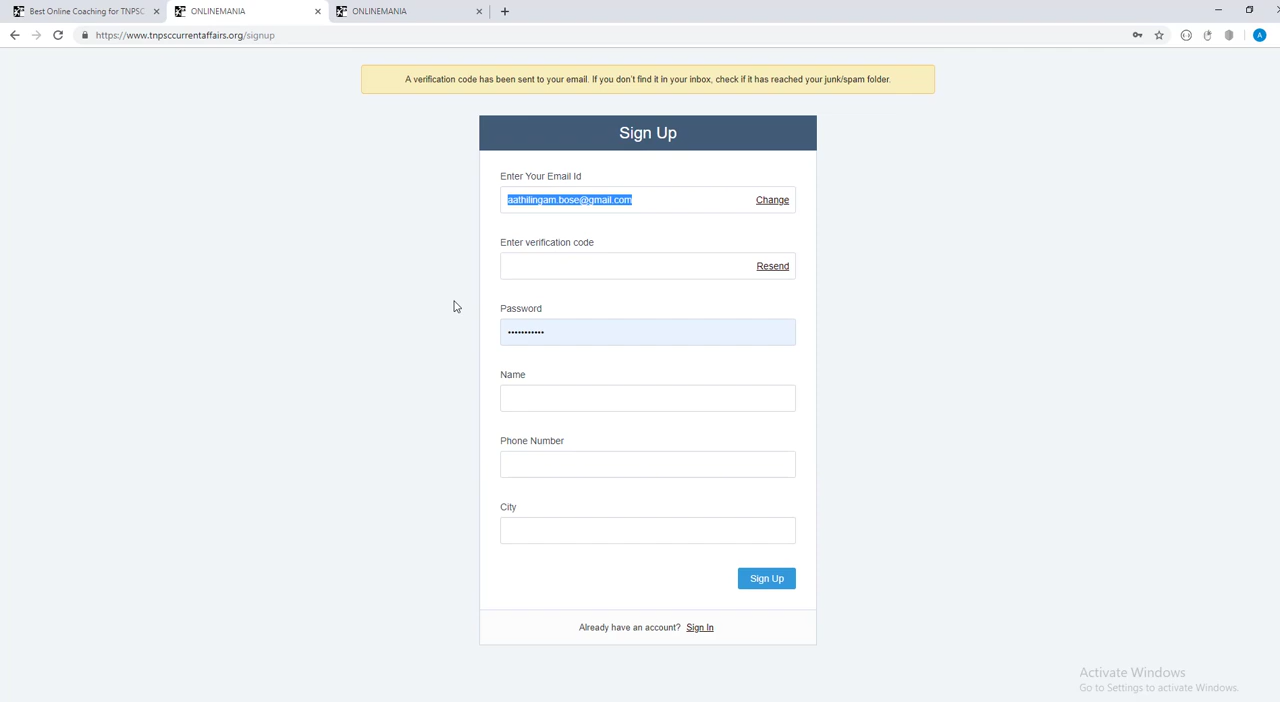 Best Online Coaching for TNPSC
ONLINEMANIA
ONLINEMANIA
https://www.tnpsccurrentaffairs.org/signup
A
A verification code has been sent to your email. If you don't find it in your inbox, check if it has reached your junk/spam folder.
Sign Up
Enter Your Email Id
aathilingam.bose@gmail.com Change
Enter verification code
Resend
Password
•••••••••••
Name
Phone Number
City
Sign Up
Already have an account? Sign In
Activate Windows
Go to Settings to activate Windows.